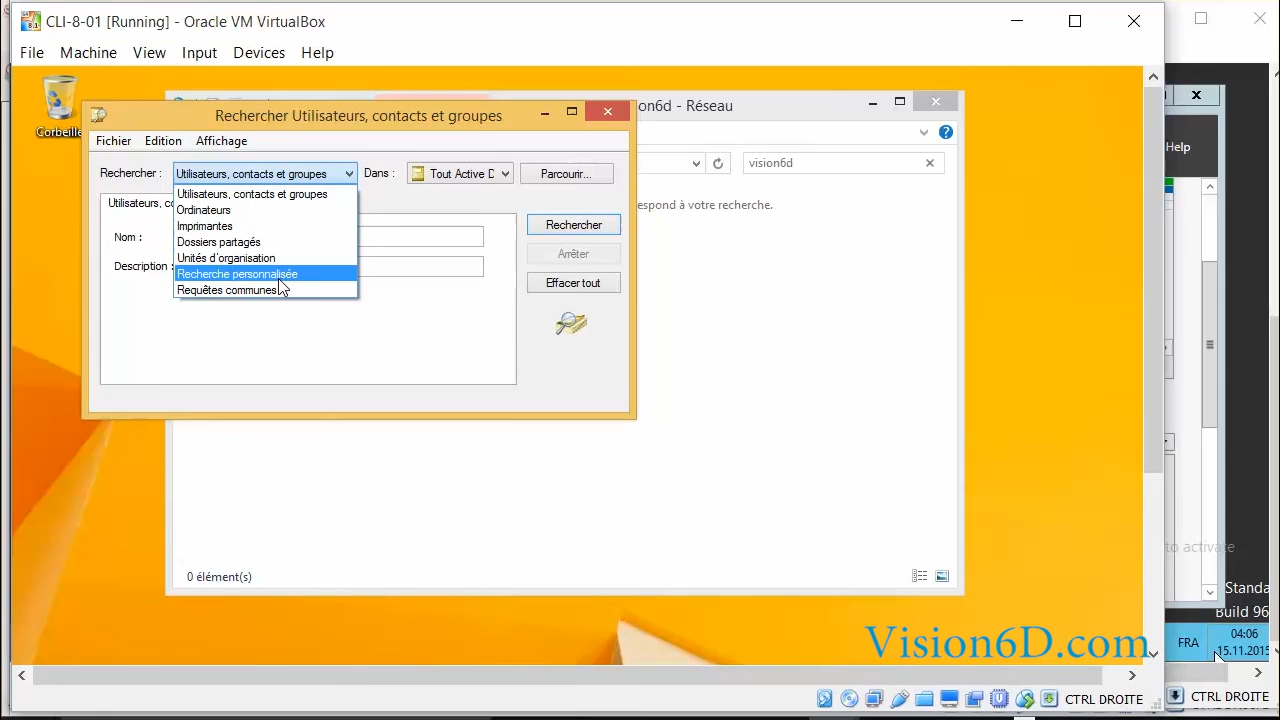 CLI-8-01 [Running] - Oracle VM VirtualBox
File Machine View Input Devices Help
Corbeille
on6d - Réseau
Rechercher Utilisateurs, contacts et groupes
Fichier Edition Affichage
Help
Rechercher : Utilisateurs, contacts et groupes Dans : Tout Active D Parcourir...
vision6d
Utilisateurs, contacts et groupes
Ordinateurs
Imprimantes
Dossiers partagés
Unités d'organisation
Recherche personnalisée
Requêtes communes
Utilisateurs, co
Nom :
Description :
Rechercher
Arrêter
Effacer tout
espond à votre recherche.
0 élément(s)
to activate
Standa
Build 96
Vision6D.com
FRA
04:06
15.11.2015
CTRL DROITE
CTRL DROITE